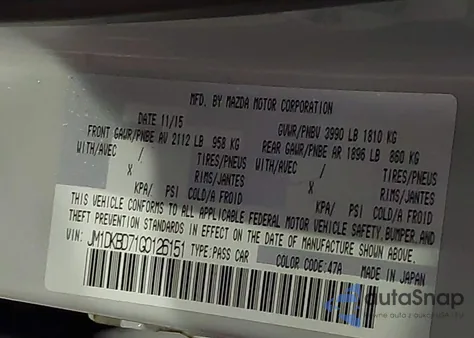 MFD. BY MAZDA MOTOR CORPORATION
DATE 11/15
GVWR/PNBV 3990 LB 1810 KG
FRONT GAWR/PNBE AV 2112 LB 958 KG
REAR GAWR/PNBE AR 1896 LB 860 KG
WITH/AVEC / TIRES/PNEUS
WITH/AVEC / TIRES/PNEUS
X RIMS/JANTES
X RIMS/JANTES
KPA/ PSI COLD/A FROID
KPA/ PSI COLD/A FROID
THIS VEHICLE CONFORMS TO ALL APPLICABLE FEDERAL MOTOR VEHICLE SAFETY,BUMPER,AND
THEFT PREVENTION STANDARDS IN EFFECT ON THE DATE OF MANUFACTURE SHOWN ABOVE.
VIN: JM1DKBD71G0126151 TYPE:PASS CAR COLOR CODE:47A MADE IN JAPAN
autaSnap